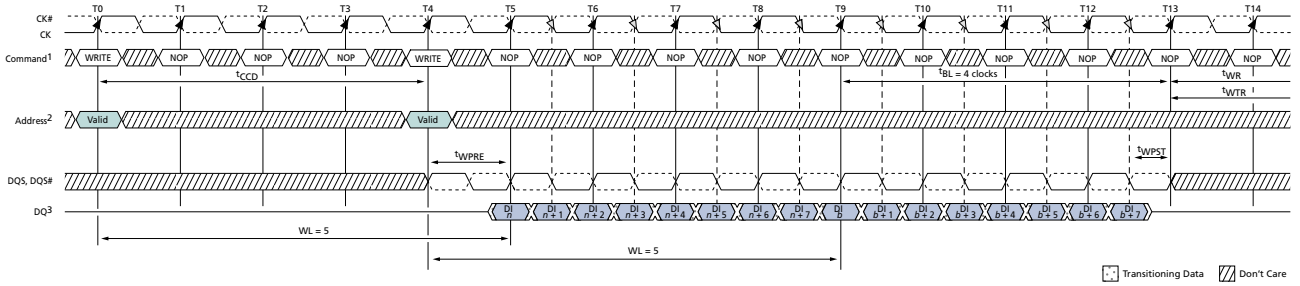 T0 T1 T2 T3 T4 T5 T6 T7 T8 T9 T10 T11 T12 T13 T14
CK#
CK
Command1 WRITE NOP NOP NOP WRITE NOP NOP NOP NOP NOP NOP NOP NOP NOP NOP
tCCD tBL = 4 clocks tWR
tWTR
Address2 Valid Valid
tWPRE tWPST
DQS, DQS#
DQ3 DI n DI n + 1 DI n + 2 DI n + 3 DI n + 4 DI n + 5 DI n + 6 DI n + 7 DI b DI b + 1 DI b + 2 DI b + 3 DI b + 4 DI b + 5 DI b + 6 DI b + 7
WL = 5
WL = 5
Transitioning Data Don't Care